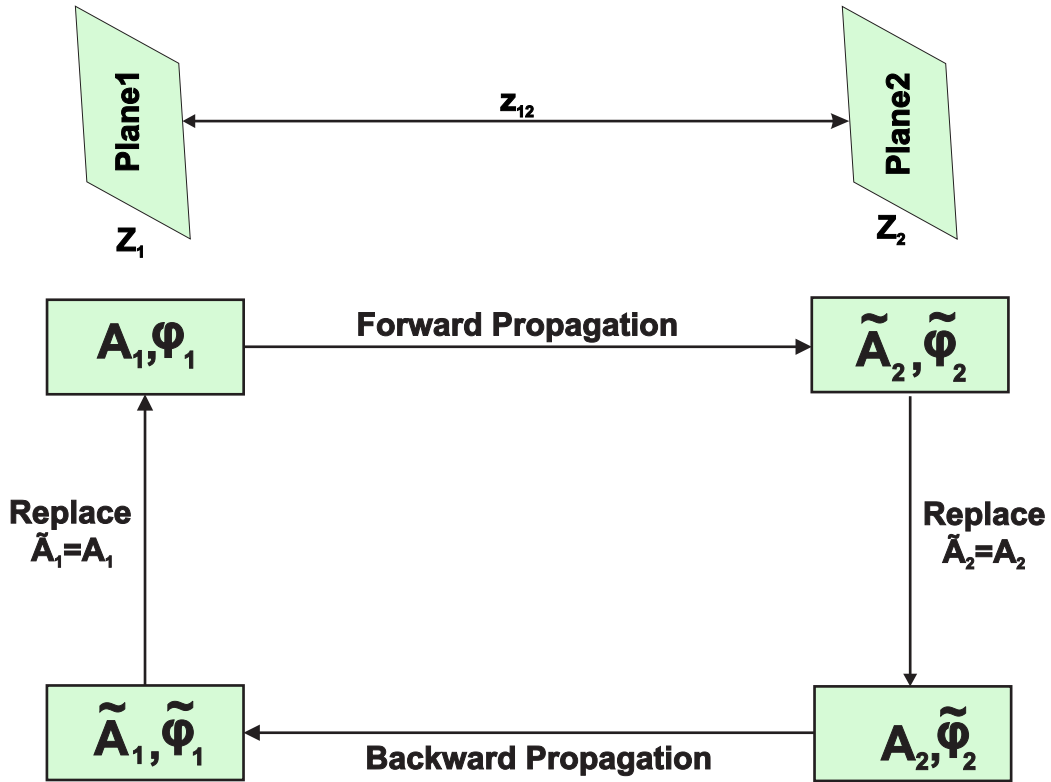 Plane1
Plane2
z₁₂
Z₁
Z₂
A₁,φ₁
Forward Propagation
Ã₂,φ̃₂
Replace
Ã₁=A₁
Replace
Ã₂=A₂
Ã₁,φ̃₁
Backward Propagation
A₂,φ̃₂